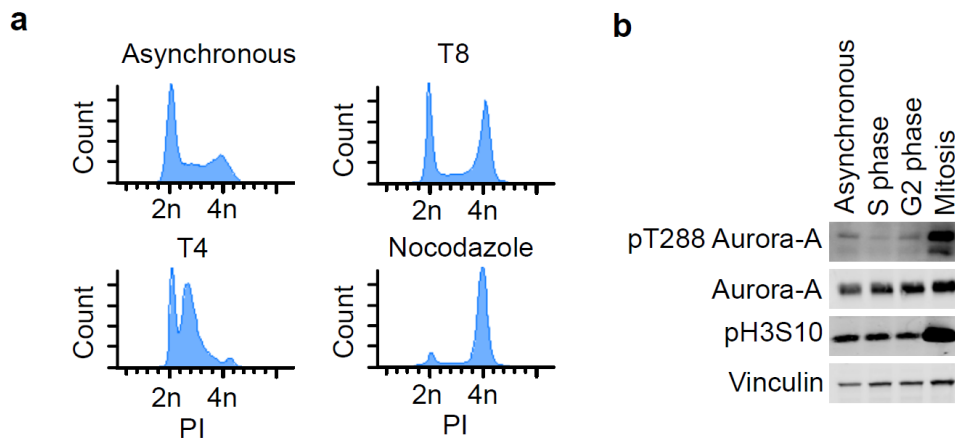 a
Asynchronous
Count
2n 4n
T8
Count
2n 4n
T4
Count
2n 4n
PI
Nocodazole
Count
2n 4n
PI
b
Asynchronous
S phase
G2 phase
Mitosis
pT288 Aurora-A
Aurora-A
pH3S10
Vinculin